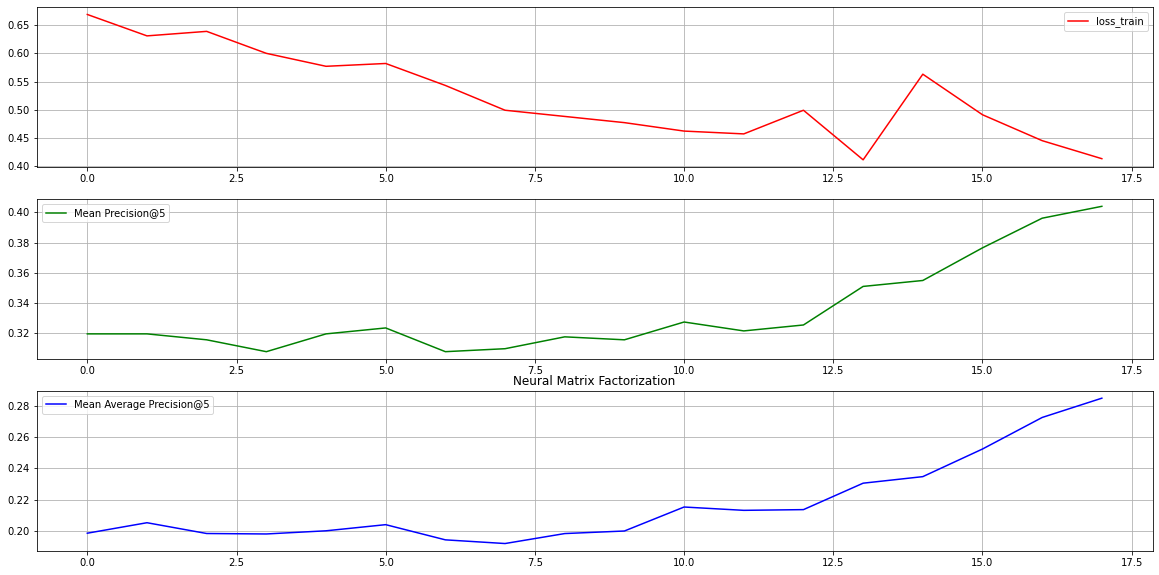 loss_train
0.65
0.60
0.55
0.50
0.45
0.40
0.0 2.5 5.0 7.5 10.0 12.5 15.0 17.5
Mean Precision@5
0.40
0.38
0.36
0.34
0.32
0.0 2.5 5.0 7.5 10.0 12.5 15.0 17.5
Neural Matrix Factorization
Mean Average Precision@5
0.28
0.26
0.24
0.22
0.20
0.0 2.5 5.0 7.5 10.0 12.5 15.0 17.5